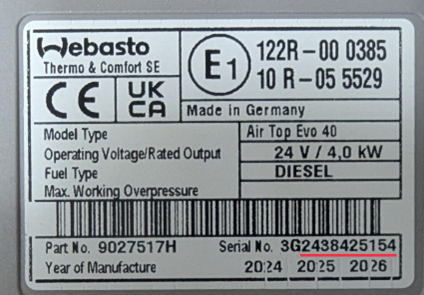 Webasto
Thermo & Comfort SE
CE
UK
CA
E1
122R-00 0385
10 R-05 5529
Made in Germany
Model Type Air Top Evo 40
Operating Voltage/Rated Output 24 V / 4,0 kW
Fuel Type DIESEL
Max. Working Overpressure
Part No. 9027517H Serial No. 3G2438425154
Year of Manufacture 2024 2025 2026